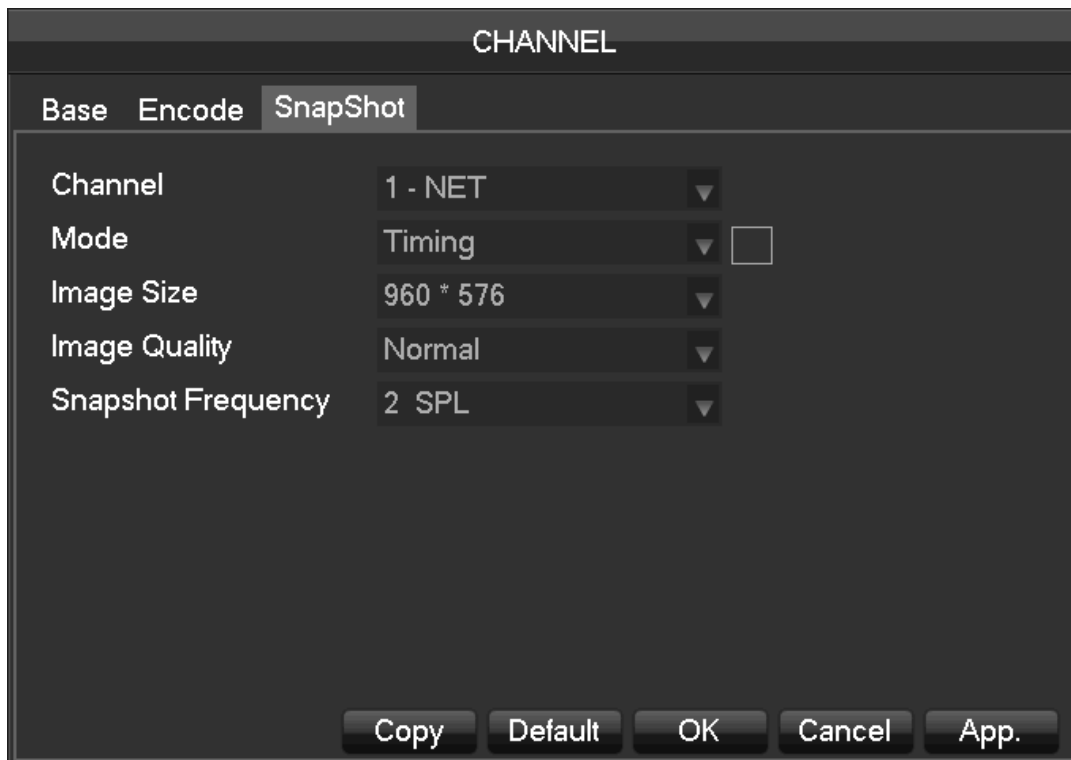 CHANNEL
Base Encode SnapShot
Channel 1 - NET
Mode Timing
Image Size 960 * 576
Image Quality Normal
Snapshot Frequency 2 SPL
Copy Default OK Cancel App.